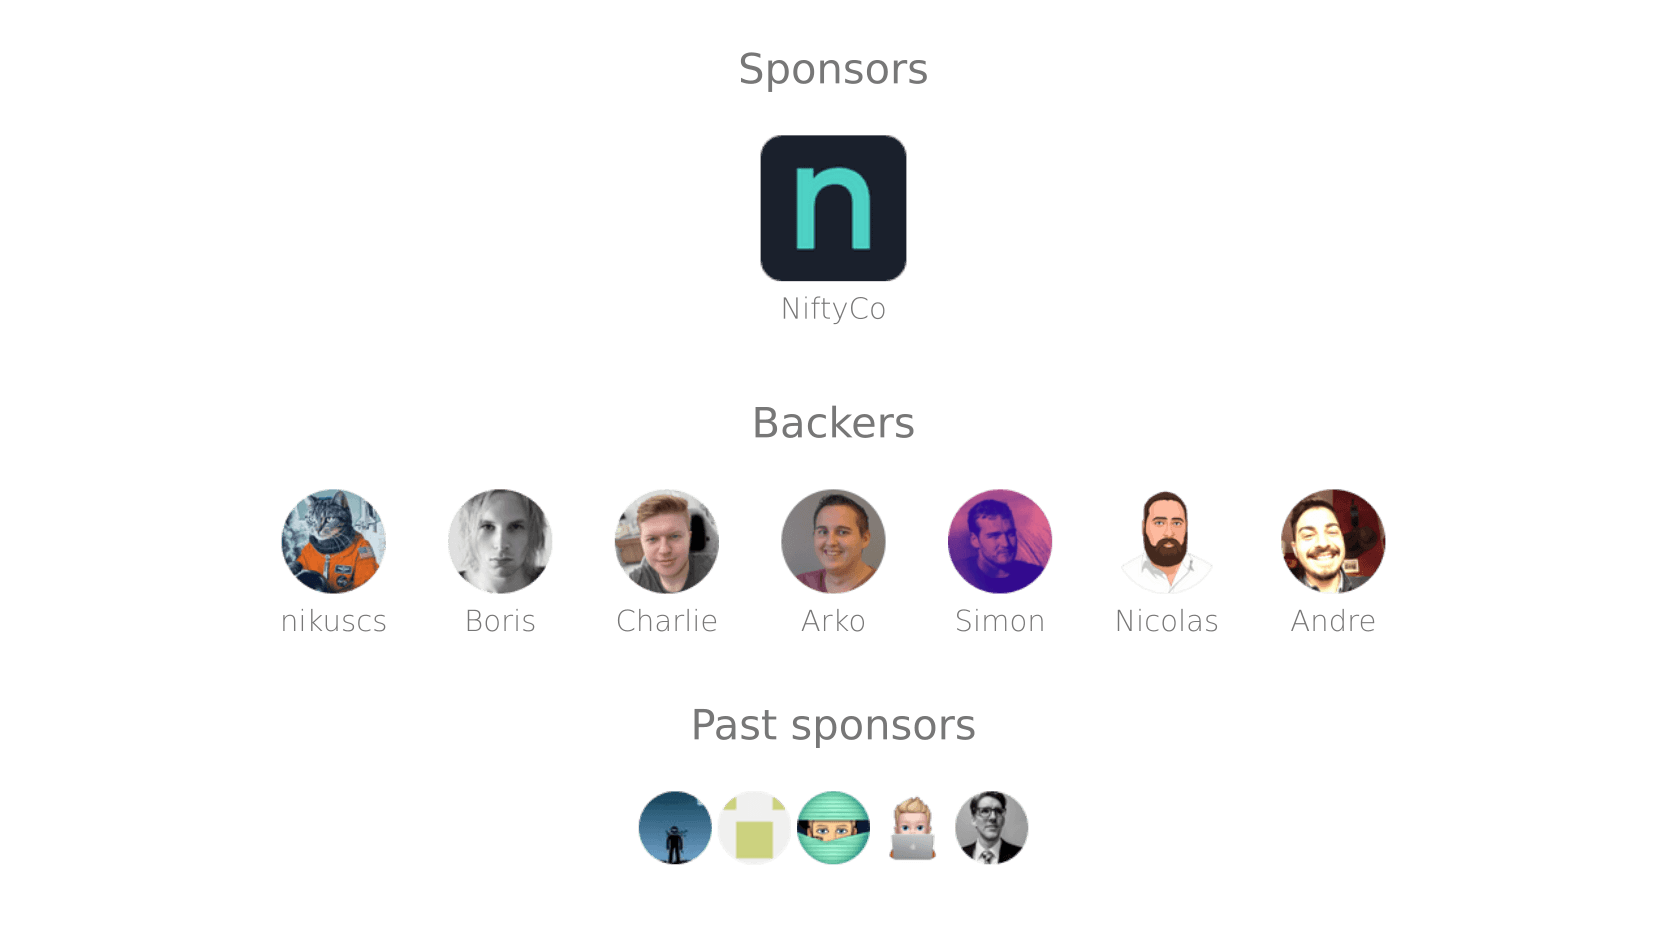 Sponsors
n
NiftyCo
Backers
nikuscs Boris Charlie Arko Simon Nicolas Andre
Past sponsors